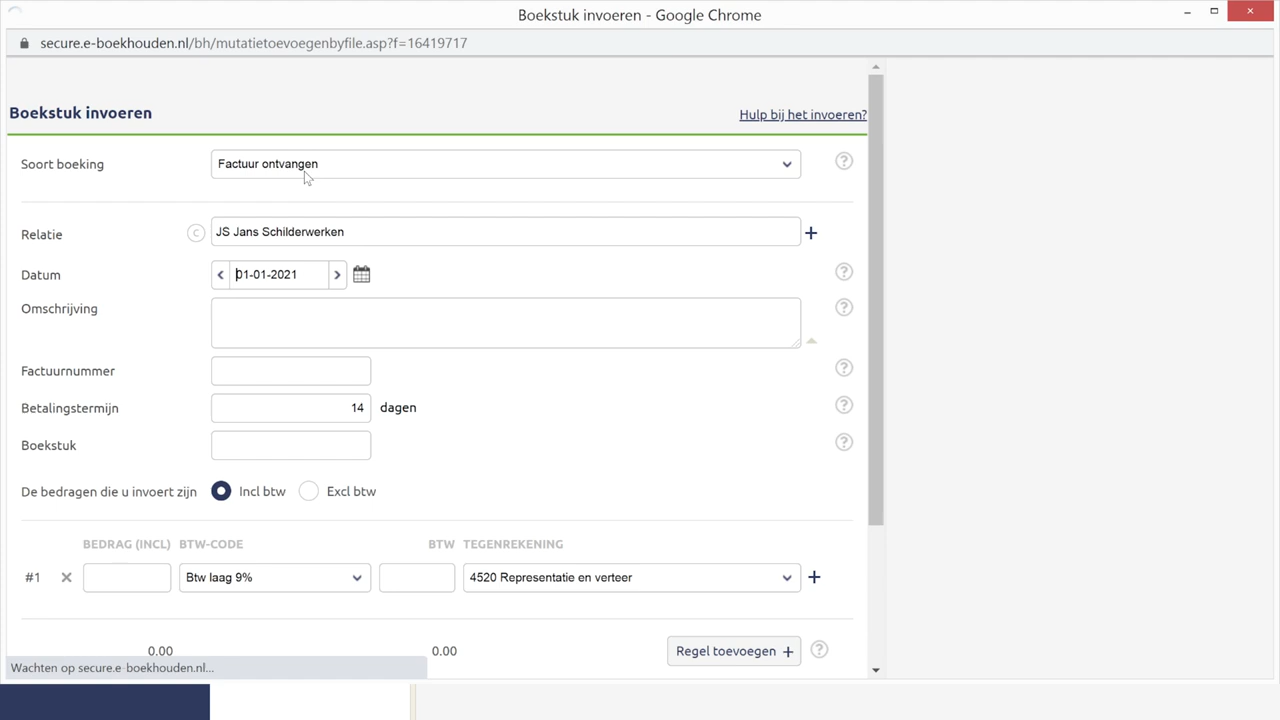 Boekstuk invoeren - Google Chrome
secure.e-boekhouden.nl/bh/mutatietoevoegenbyfile.asp?f=16419717
Boekstuk invoeren
Hulp bij het invoeren?
Soort boeking
Factuur ontvangen
?
Relatie
C
JS Jans Schilderwerken
+
Datum
01-01-2021
?
Omschrijving
?
Factuurnummer
?
Betalingstermijn
14 dagen
?
Boekstuk
?
De bedragen die u invoert zijn
Incl btw
Excl btw
BEDRAG (INCL) BTW-CODE BTW TEGENREKENING
#1
Btw laag 9%
4520 Representatie en verteer
+
0.00
0.00
Regel toevoegen +
?
Wachten op secure.e-boekhouden.nl...